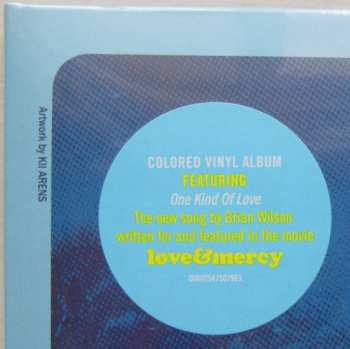 Artwork by Kii ARENS
COLORED VINYL ALBUM
FEATURING
One Kind Of Love
The new song by Brian Wilson
written for and featured in the movie
love&mercy